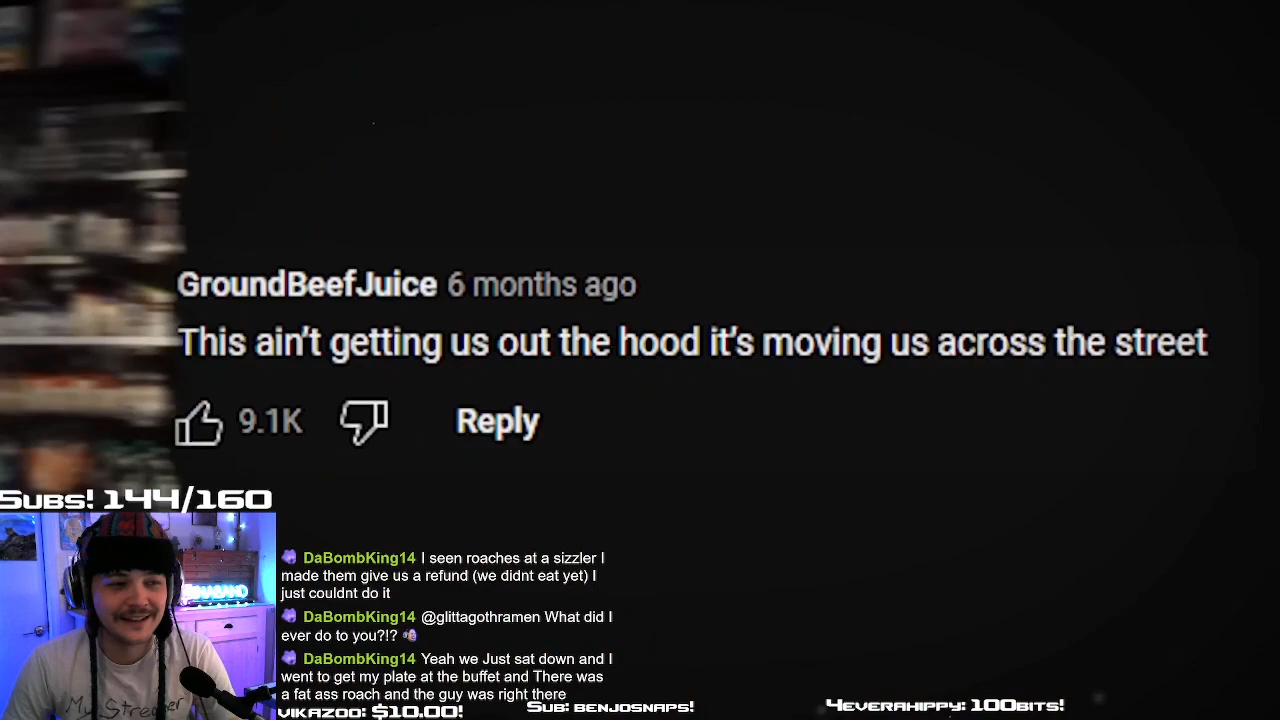 GroundBeefJuice 6 months ago
This ain't getting us out the hood it's moving us across the street
9.1K Reply
Subs! 144/160
DaBombKing14 I seen roaches at a sizzler I
made them give us a refund (we didnt eat yet) I
just couldnt do it
DaBombKing14 @glittagothramen What did I
ever do to you?!?
DaBombKing14 Yeah we Just sat down and I
went to get my plate at the buffet and There was
a fat ass roach and the guy was right there
My Streamer
vikazoo: $10.00!
Sub: benjosnaps!
4everahippy: 100bits!